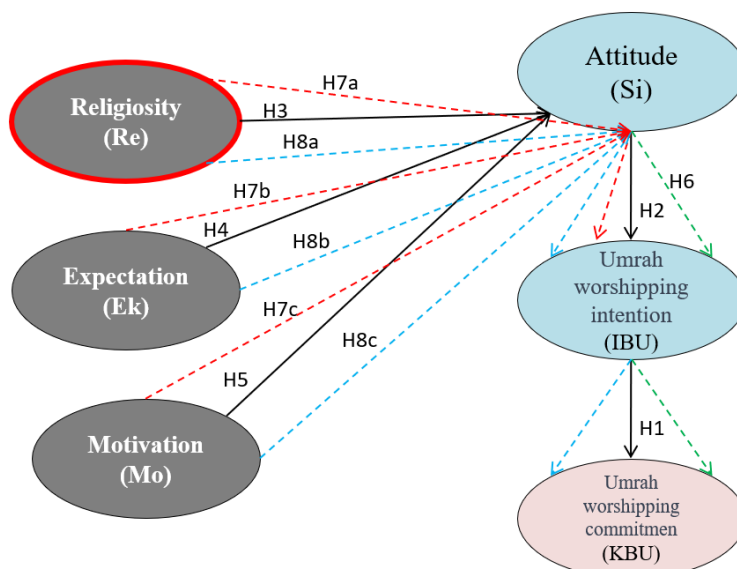 Attitude
(Si)
H7a
Religiosity
(Re)
H3
H8a
H7b
H6
H2
H4
Expectation
(Ek)
H8b
Umrah
worshipping
intention
(IBU)
H7c
H8c
H5
Motivation
(Mo)
H1
Umrah
worshipping
commitmen
(KBU)